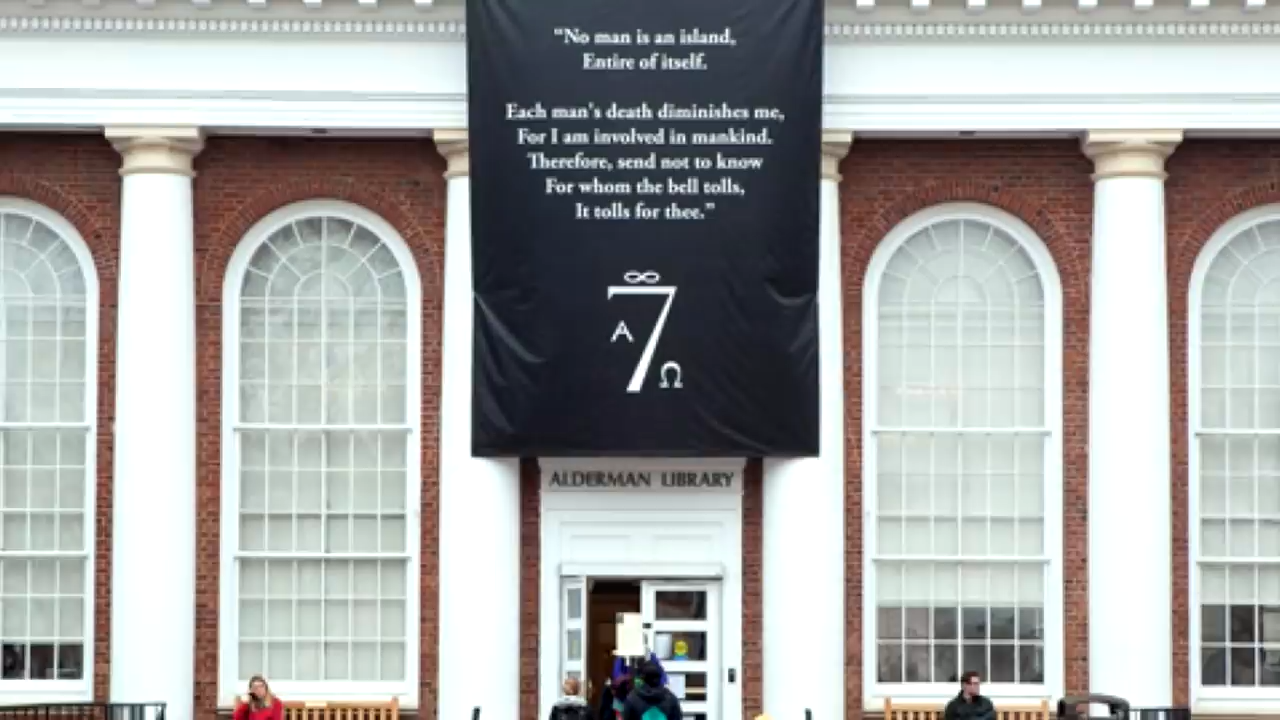 "No man is an island,
Entire of itself.
Each man's death diminishes me,
For I am involved in mankind.
Therefore, send not to know
For whom the bell tolls,
It tolls for thee."
∞
7
A
Ω
ALDERMAN LIBRARY